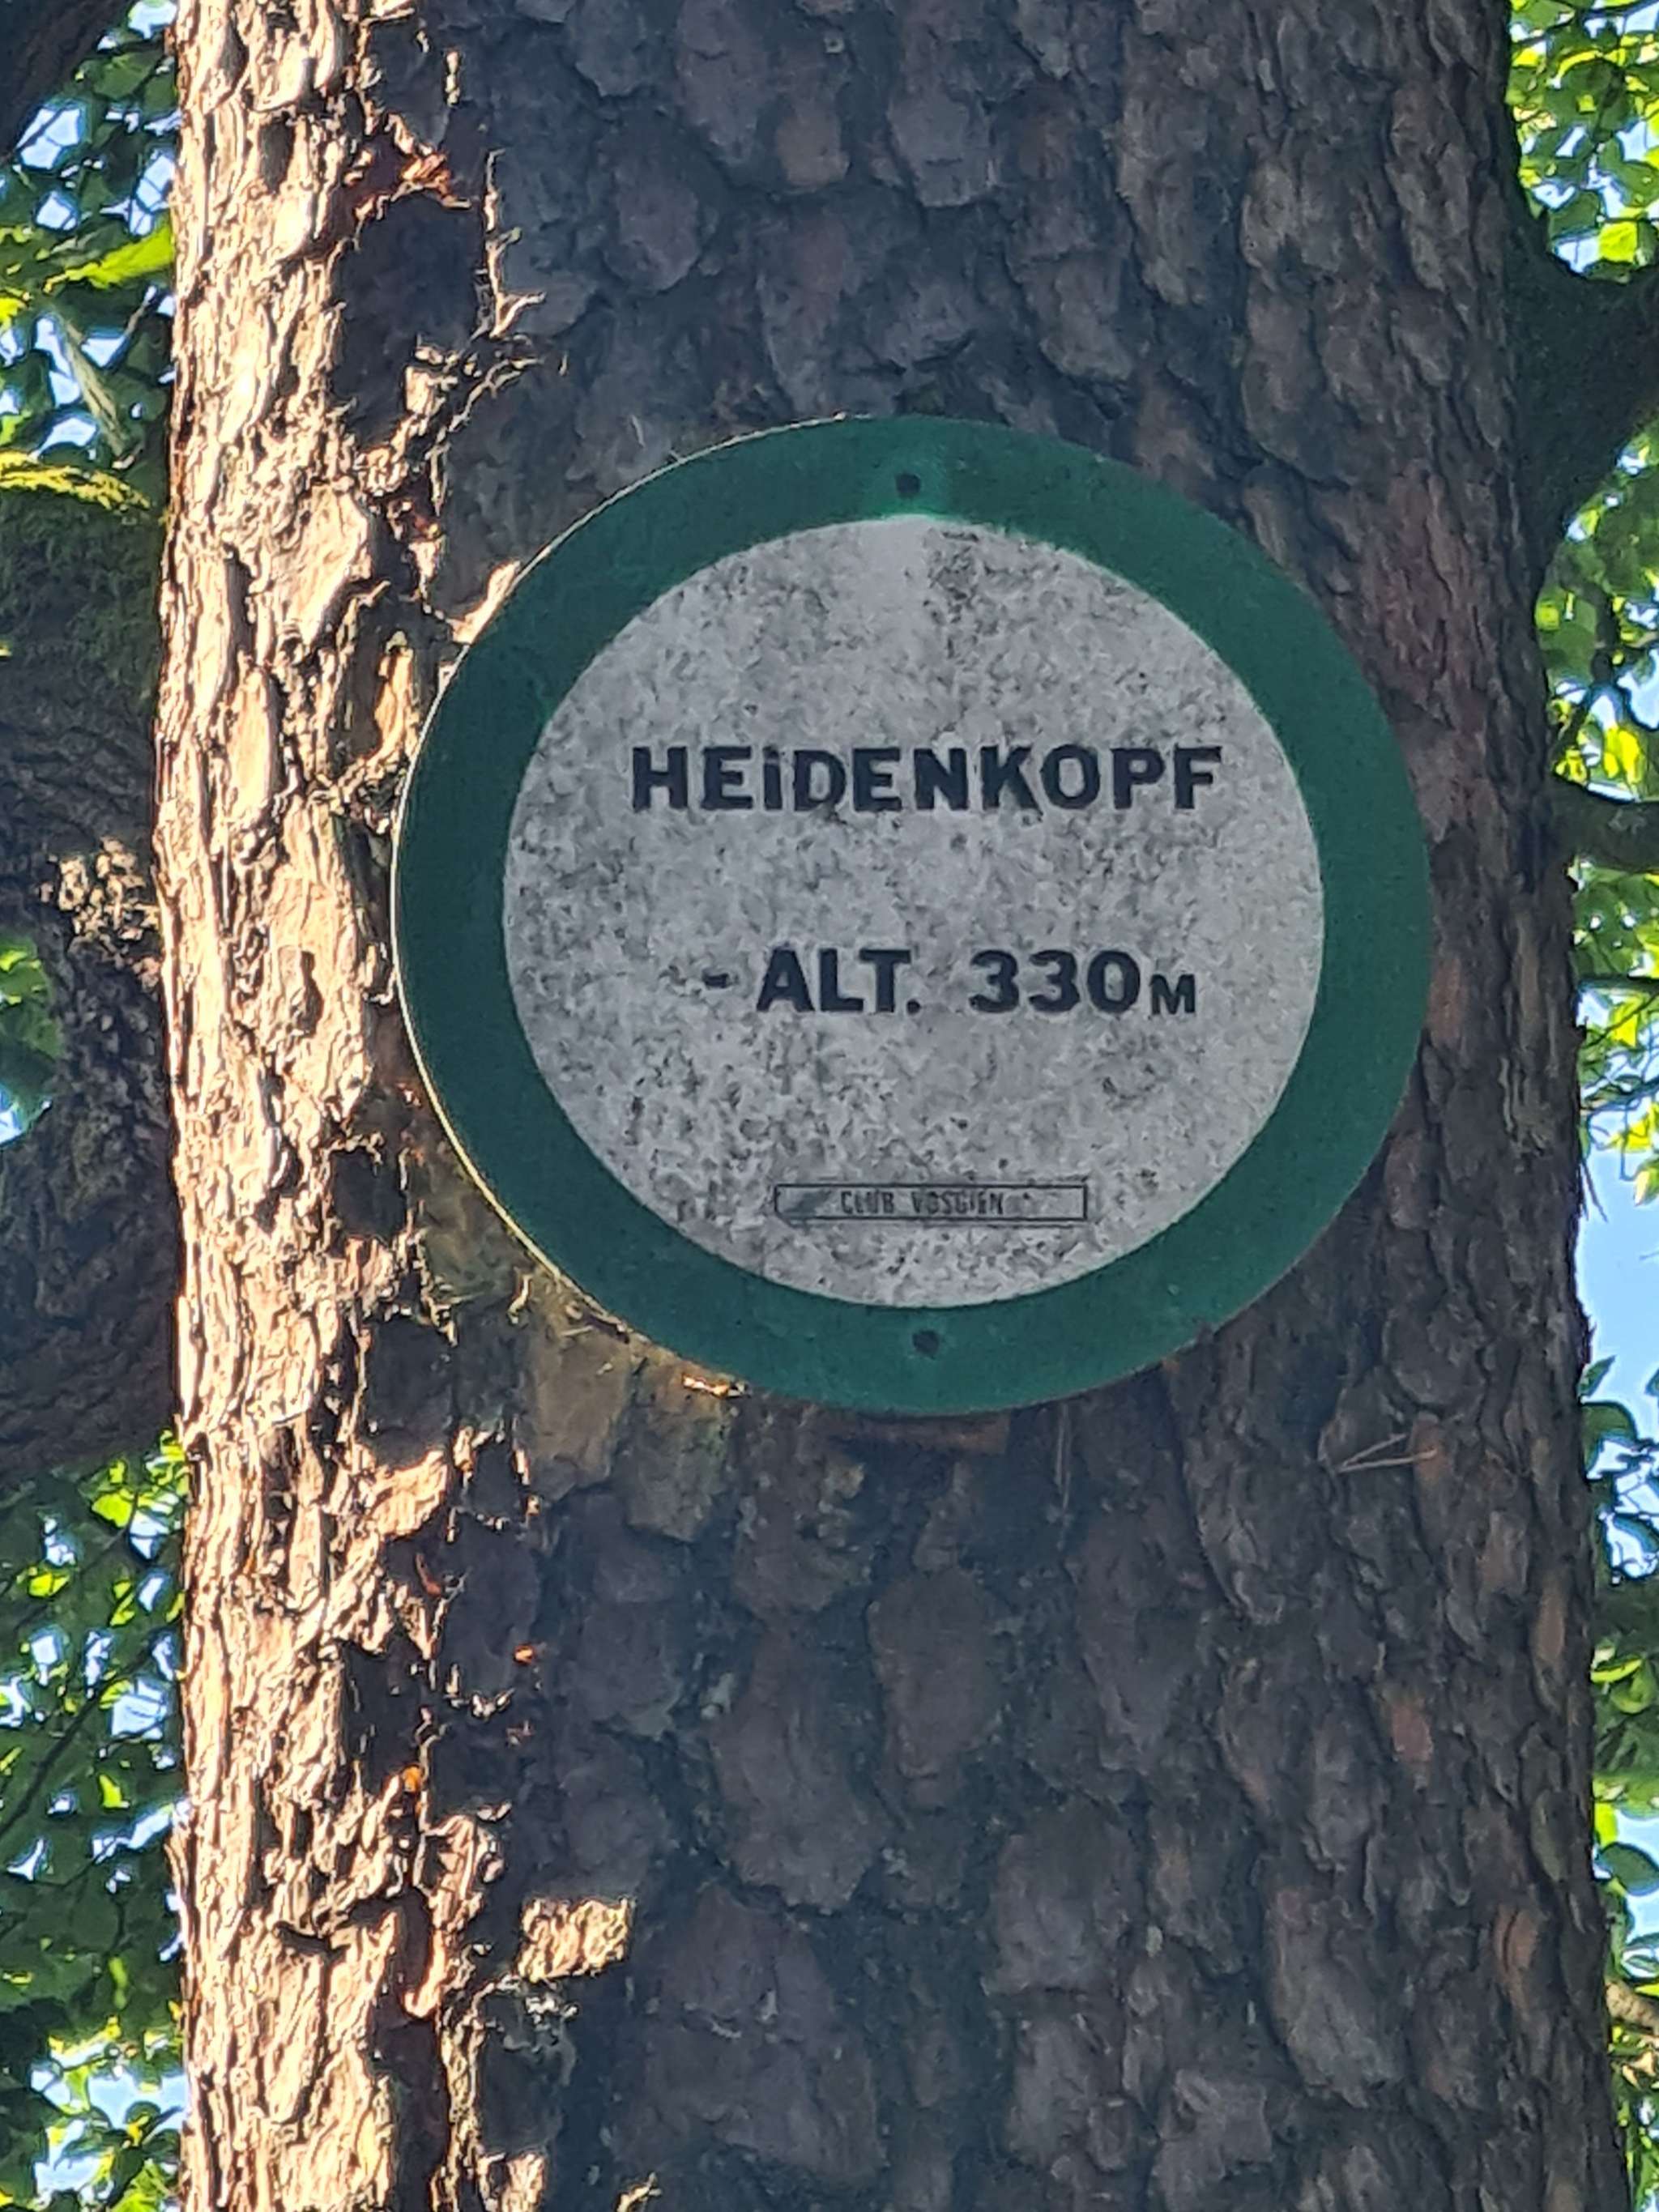 HEiDENKOPF
- ALT. 330M
CLUB VOSGIEN